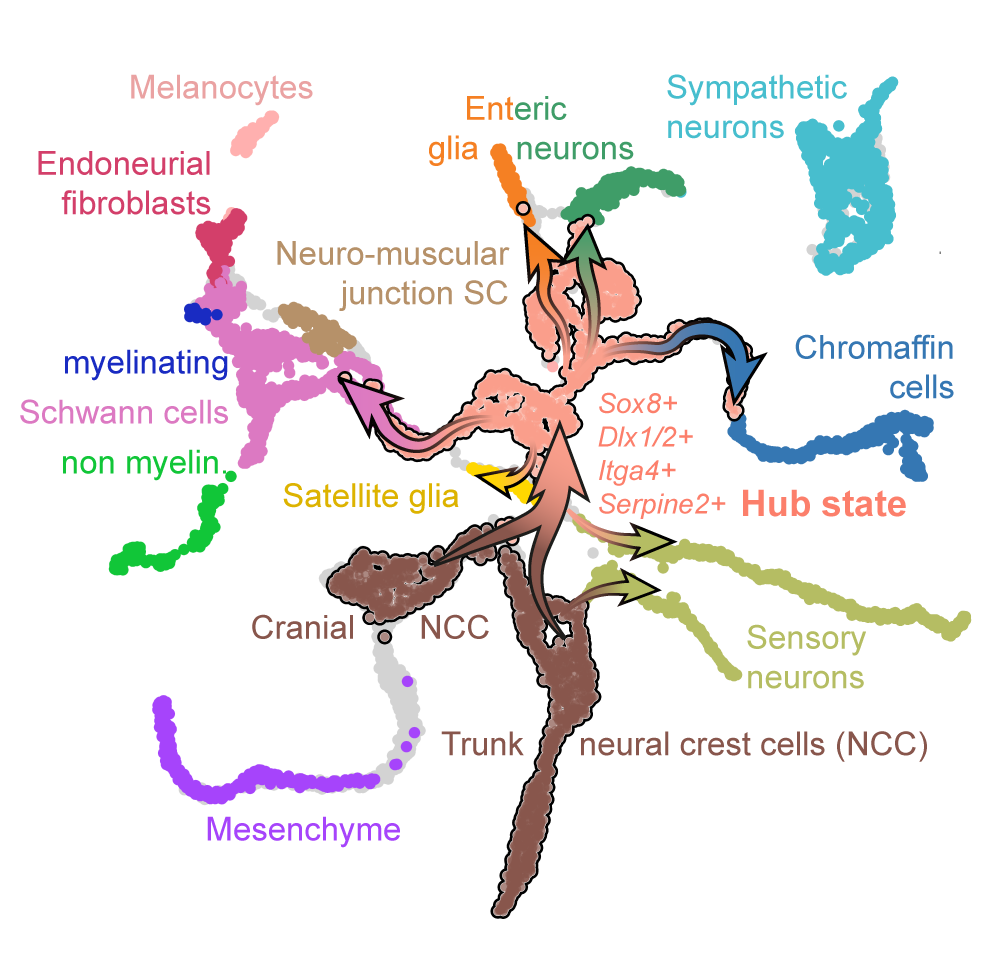 Melanocytes
Endoneurial
fibroblasts
Enteric
glia neurons
Sympathetic
neurons
Neuro-muscular
junction SC
myelinating
Schwann cells
non myelin.
Chromaffin
cells
Sox8+
Dlx1/2+
Itga4+
Serpine2+ Hub state
Satellite glia
Cranial NCC
Sensory
neurons
Trunk neural crest cells (NCC)
Mesenchyme